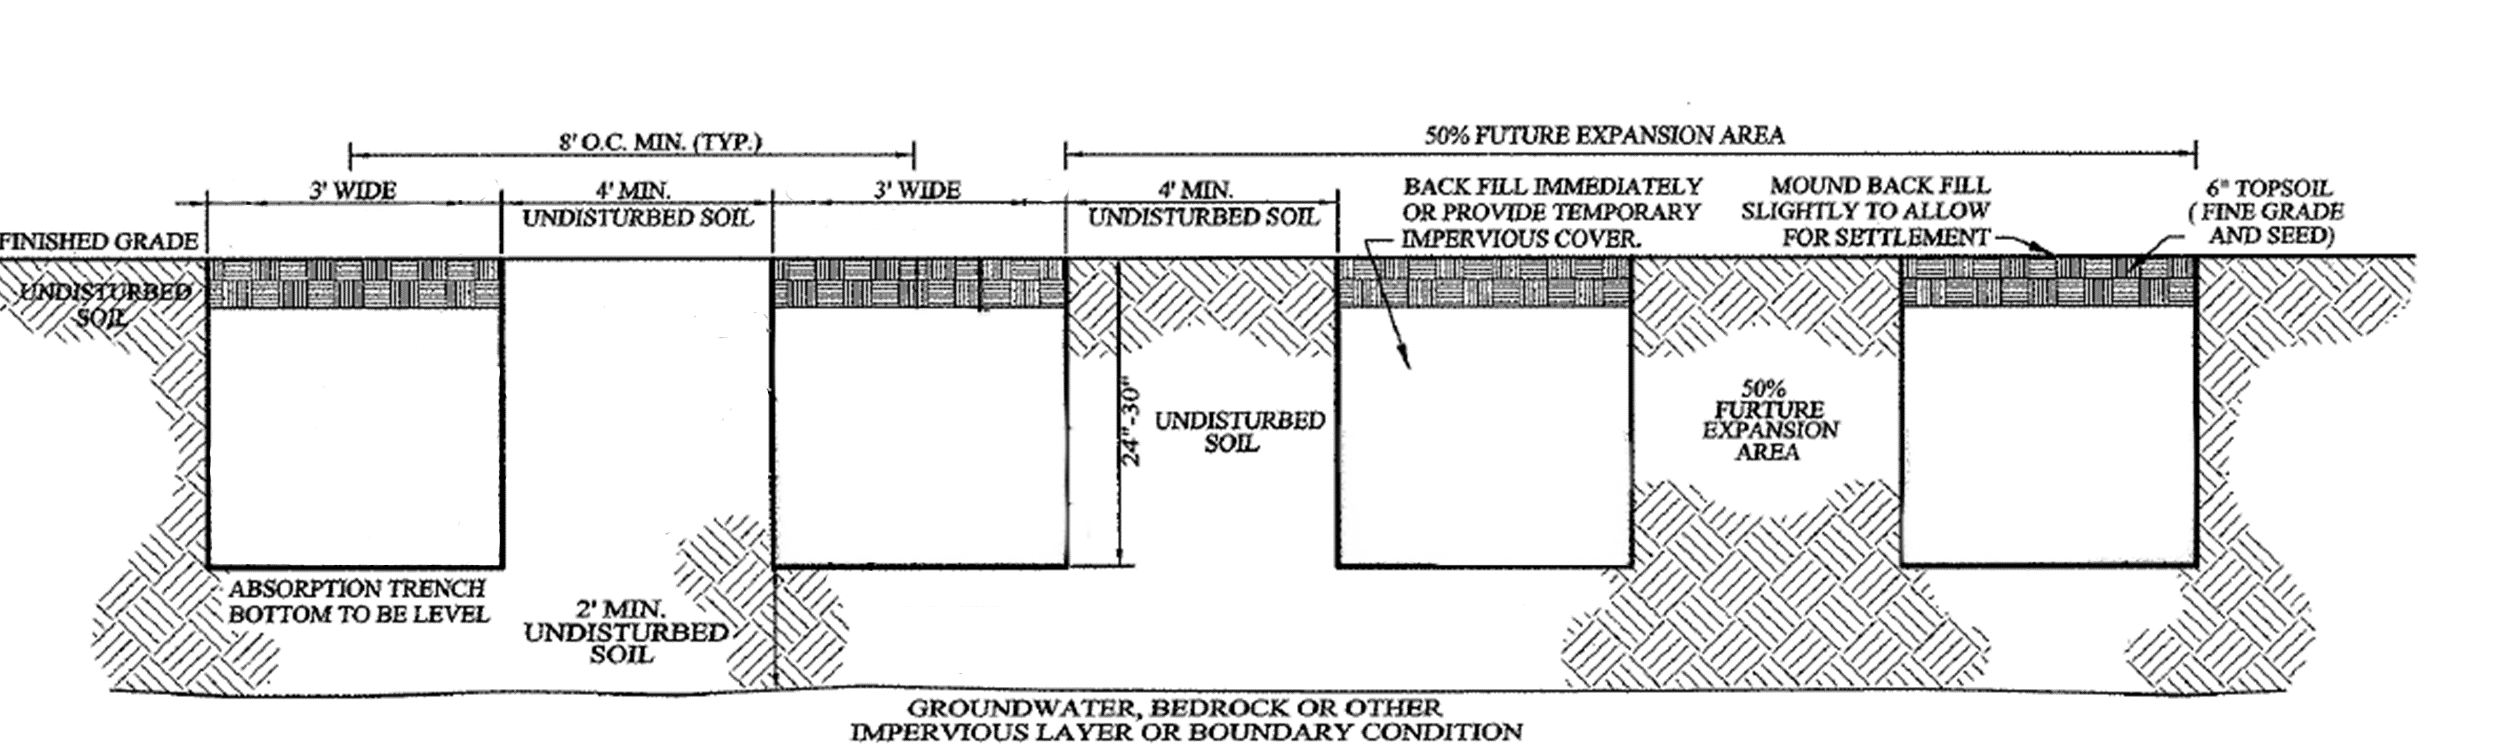 8' O.C. MIN. (TYP.)
50% FUTURE EXPANSION AREA
3' WIDE
4' MIN.
UNDISTURBED SOIL
3' WIDE
4' MIN.
UNDISTURBED SOIL
BACK FILL IMMEDIATELY
OR PROVIDE TEMPORARY
IMPERVIOUS COVER.
MOUND BACK FILL
SLIGHTLY TO ALLOW
FOR SETTLEMENT
6" TOPSOIL
( FINE GRADE
AND SEED)
FINISHED GRADE
UNDISTURBED
SOIL
24"-30"
UNDISTURBED
SOIL
50%
FURTURE
EXPANSION
AREA
ABSORPTION TRENCH
BOTTOM TO BE LEVEL
2' MIN.
UNDISTURBED
SOIL
GROUNDWATER, BEDROCK OR OTHER
IMPERVIOUS LAYER OR BOUNDARY CONDITION